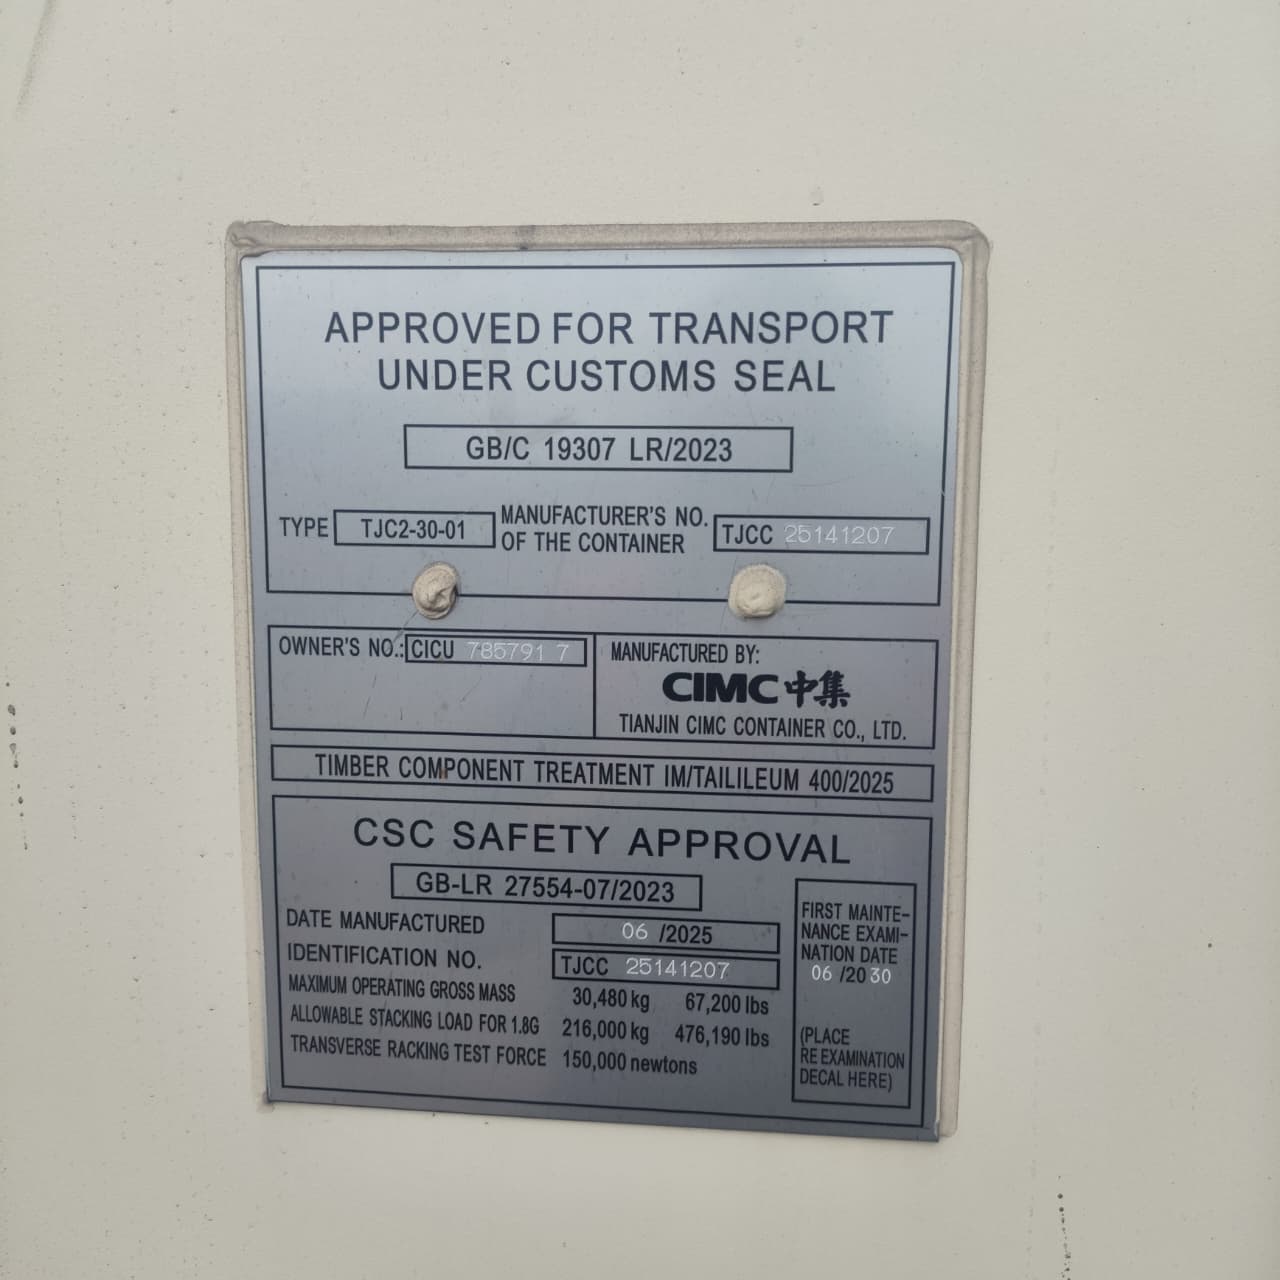 APPROVED FOR TRANSPORT
UNDER CUSTOMS SEAL
GB/C 19307 LR/2023
TYPE TJC2-30-01
MANUFACTURER'S NO.
OF THE CONTAINER
TJCC 25141207
OWNER'S NO.: CICU 785791 7
MANUFACTURED BY:
CIMC中集
TIANJIN CIMC CONTAINER CO., LTD.
TIMBER COMPONENT TREATMENT IM/TAILILEUM 400/2025
CSC SAFETY APPROVAL
GB-LR 27554-07/2023
DATE MANUFACTURED 06 /2025
IDENTIFICATION NO. TJCC 25141207
MAXIMUM OPERATING GROSS MASS 30,480 kg 67,200 lbs
ALLOWABLE STACKING LOAD FOR 1.8G 216,000 kg 476,190 lbs
TRANSVERSE RACKING TEST FORCE 150,000 newtons
FIRST MAINTE-
NANCE EXAMI-
NATION DATE
06 /20 30
(PLACE
RE EXAMINATION
DECAL HERE)